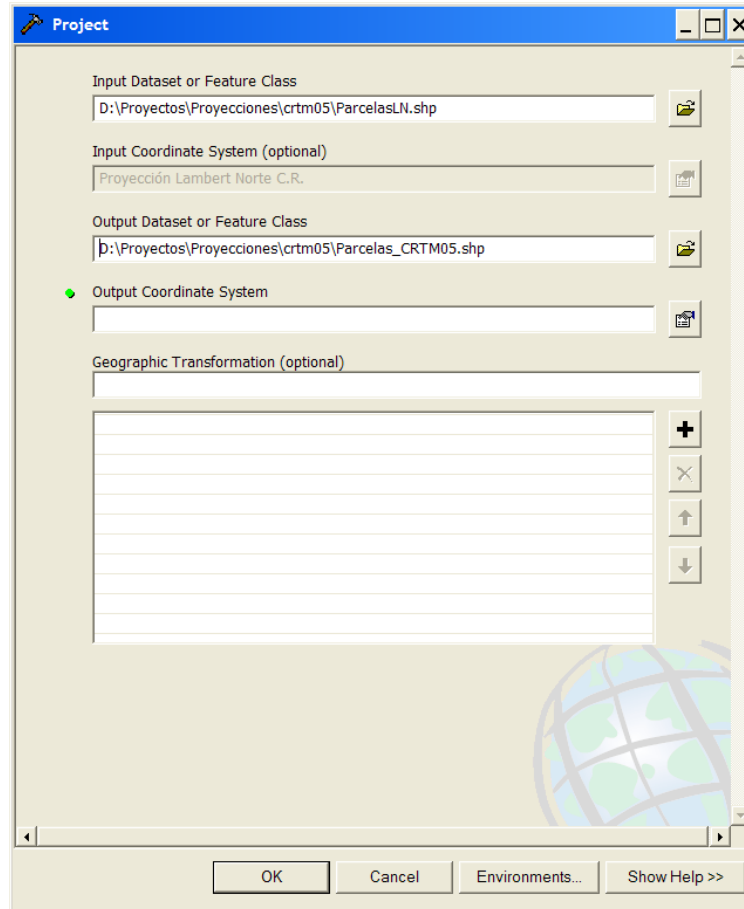 Project
Input Dataset or Feature Class
D:\Proyectos\Proyecciones\crtm05\ParcelasLN.shp
Input Coordinate System (optional)
Proyección Lambert Norte C.R.
Output Dataset or Feature Class
D:\Proyectos\Proyecciones\crtm05\Parcelas_CRTM05.shp
Output Coordinate System
Geographic Transformation (optional)
OK Cancel Environments... Show Help >>